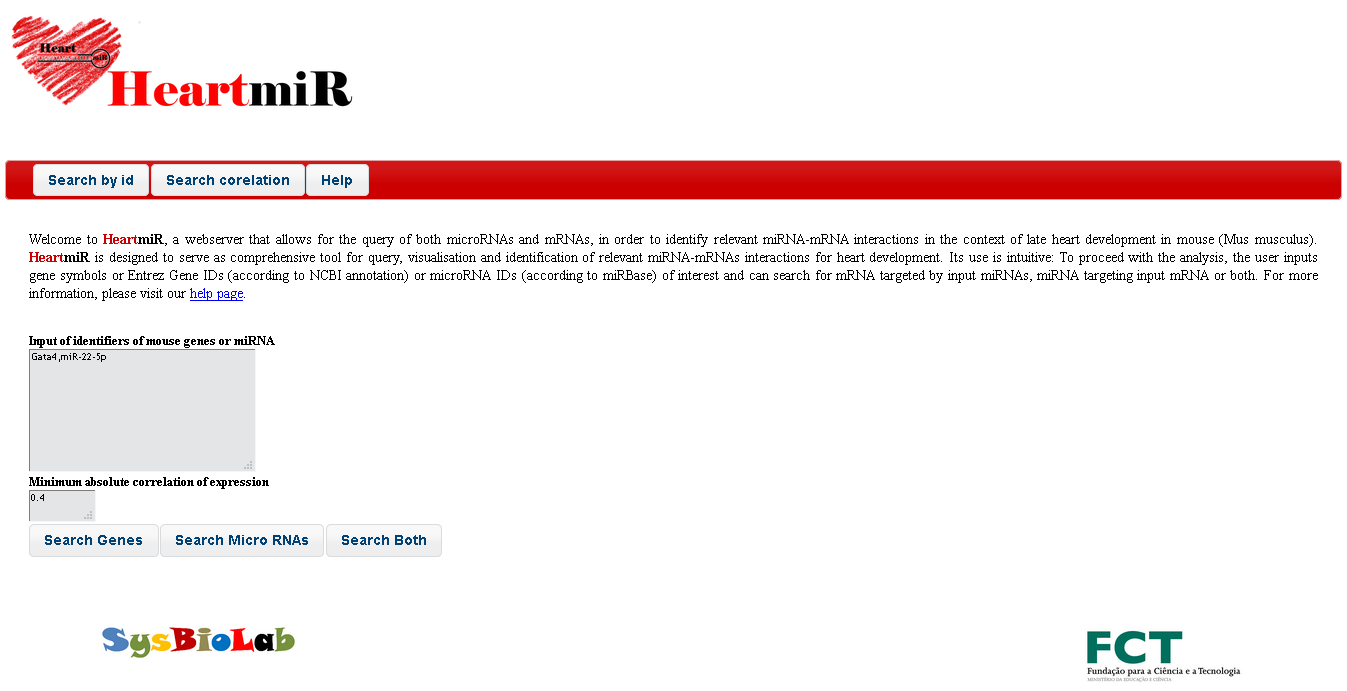 Heart
miR
HeartmiR
Search by id Search corelation Help
Welcome to HeartmiR, a webserver that allows for the query of both microRNAs and mRNAs, in order to identify relevant miRNA-mRNA interactions in the context of late heart development in mouse (Mus musculus).
HeartmiR is designed to serve as comprehensive tool for query, visualisation and identification of relevant miRNA-mRNAs interactions for heart development. Its use is intuitive: To proceed with the analysis, the user inputs
gene symbols or Entrez Gene IDs (according to NCBI annotation) or microRNA IDs (according to miRBase) of interest and can search for mRNA targeted by input miRNAs, miRNA targeting input mRNA or both. For more
information, please visit our help page.
Input of identifiers of mouse genes or miRNA
Gata4,miR-22-5p
Minimum absolute correlation of expression
0.4
Search Genes Search Micro RNAs Search Both
SysBioLab
FCT
Fundação para a Ciência e a Tecnologia
MINISTÉRIO DA EDUCAÇÃO E CIÊNCIA